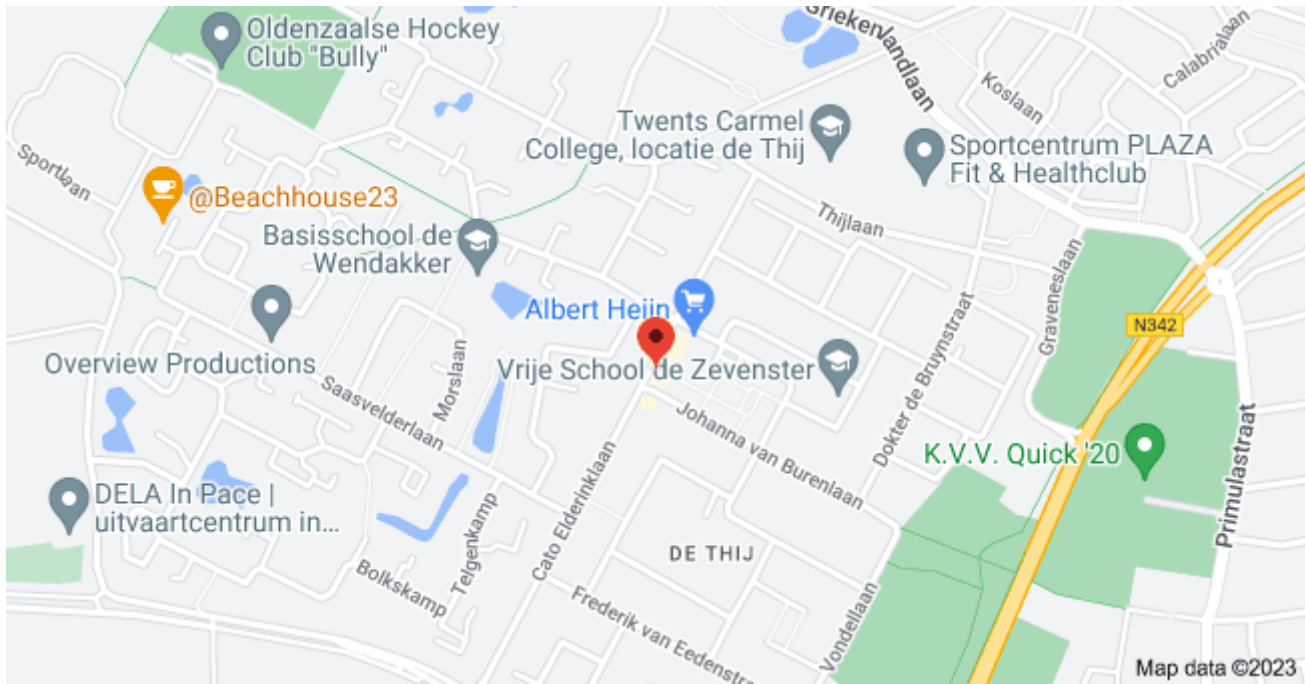 Oldenzaalse Hockey
Club "Bully"
Griekenlandlaan
Calabrialaan
Koslaan
Twents Carmel
College, locatie de Thij
Sportcentrum PLAZA
Fit & Healthclub
Sportlaan
@Beachhouse23
Thijlaan
Basisschool de
Wendakker
Graveneslaan
Albert Heijn
Dokter de Bruynstraat
N342
Overview Productions
Morslaan
Vrije School de Zevenster
Saasvelderlaan
Johanna van Burenlaan
K.V.V. Quick '20
Primulastraat
DELA In Pace |
uitvaartcentrum in...
Telgenkamp
Cato Elderinklaan
DE THIJ
Bolkskamp
Frederik van Eedenstra
Vondellaan
Map data ©2023